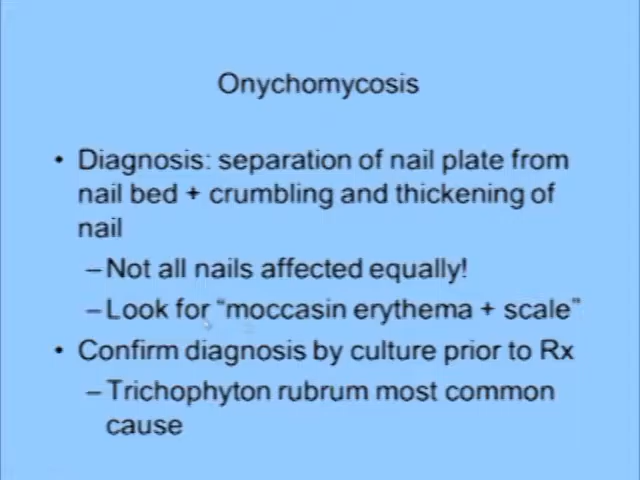 Onychomycosis
• Diagnosis: separation of nail plate from
nail bed + crumbling and thickening of
nail
–Not all nails affected equally!
–Look for “moccasin erythema + scale”
• Confirm diagnosis by culture prior to Rx
–Trichophyton rubrum most common
cause